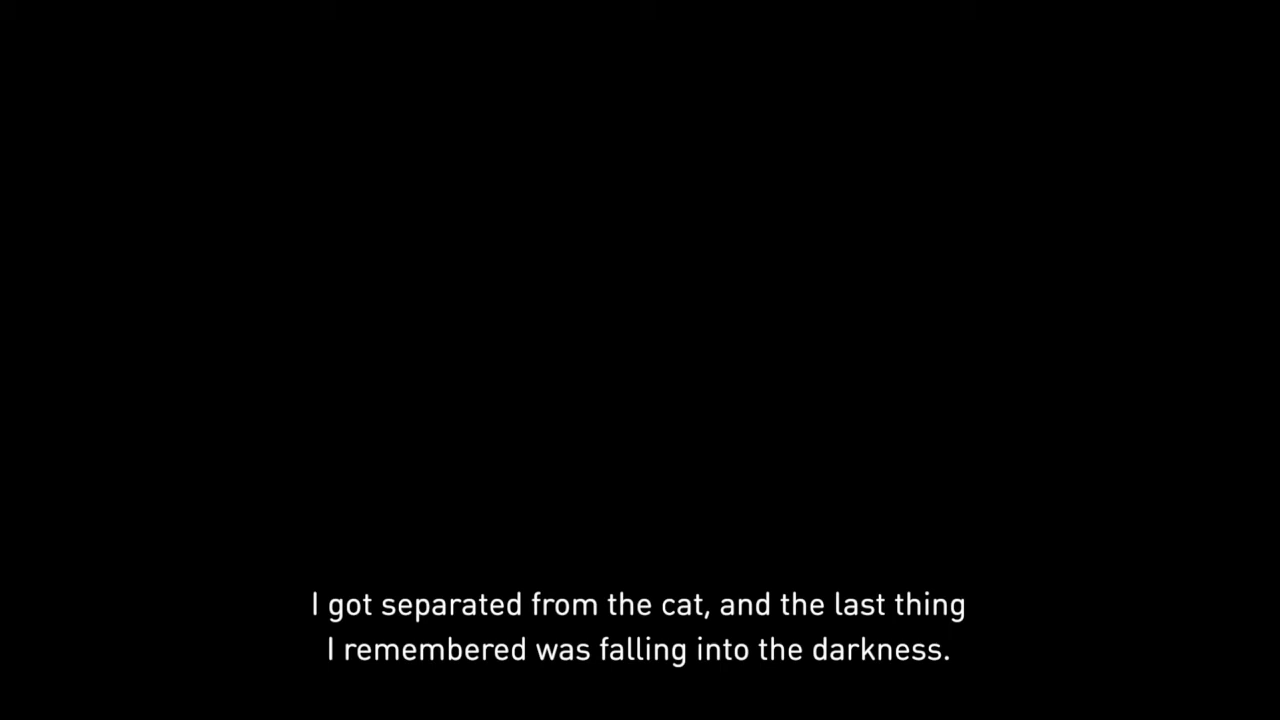 I got separated from the cat, and the last thing
I remembered was falling into the darkness.